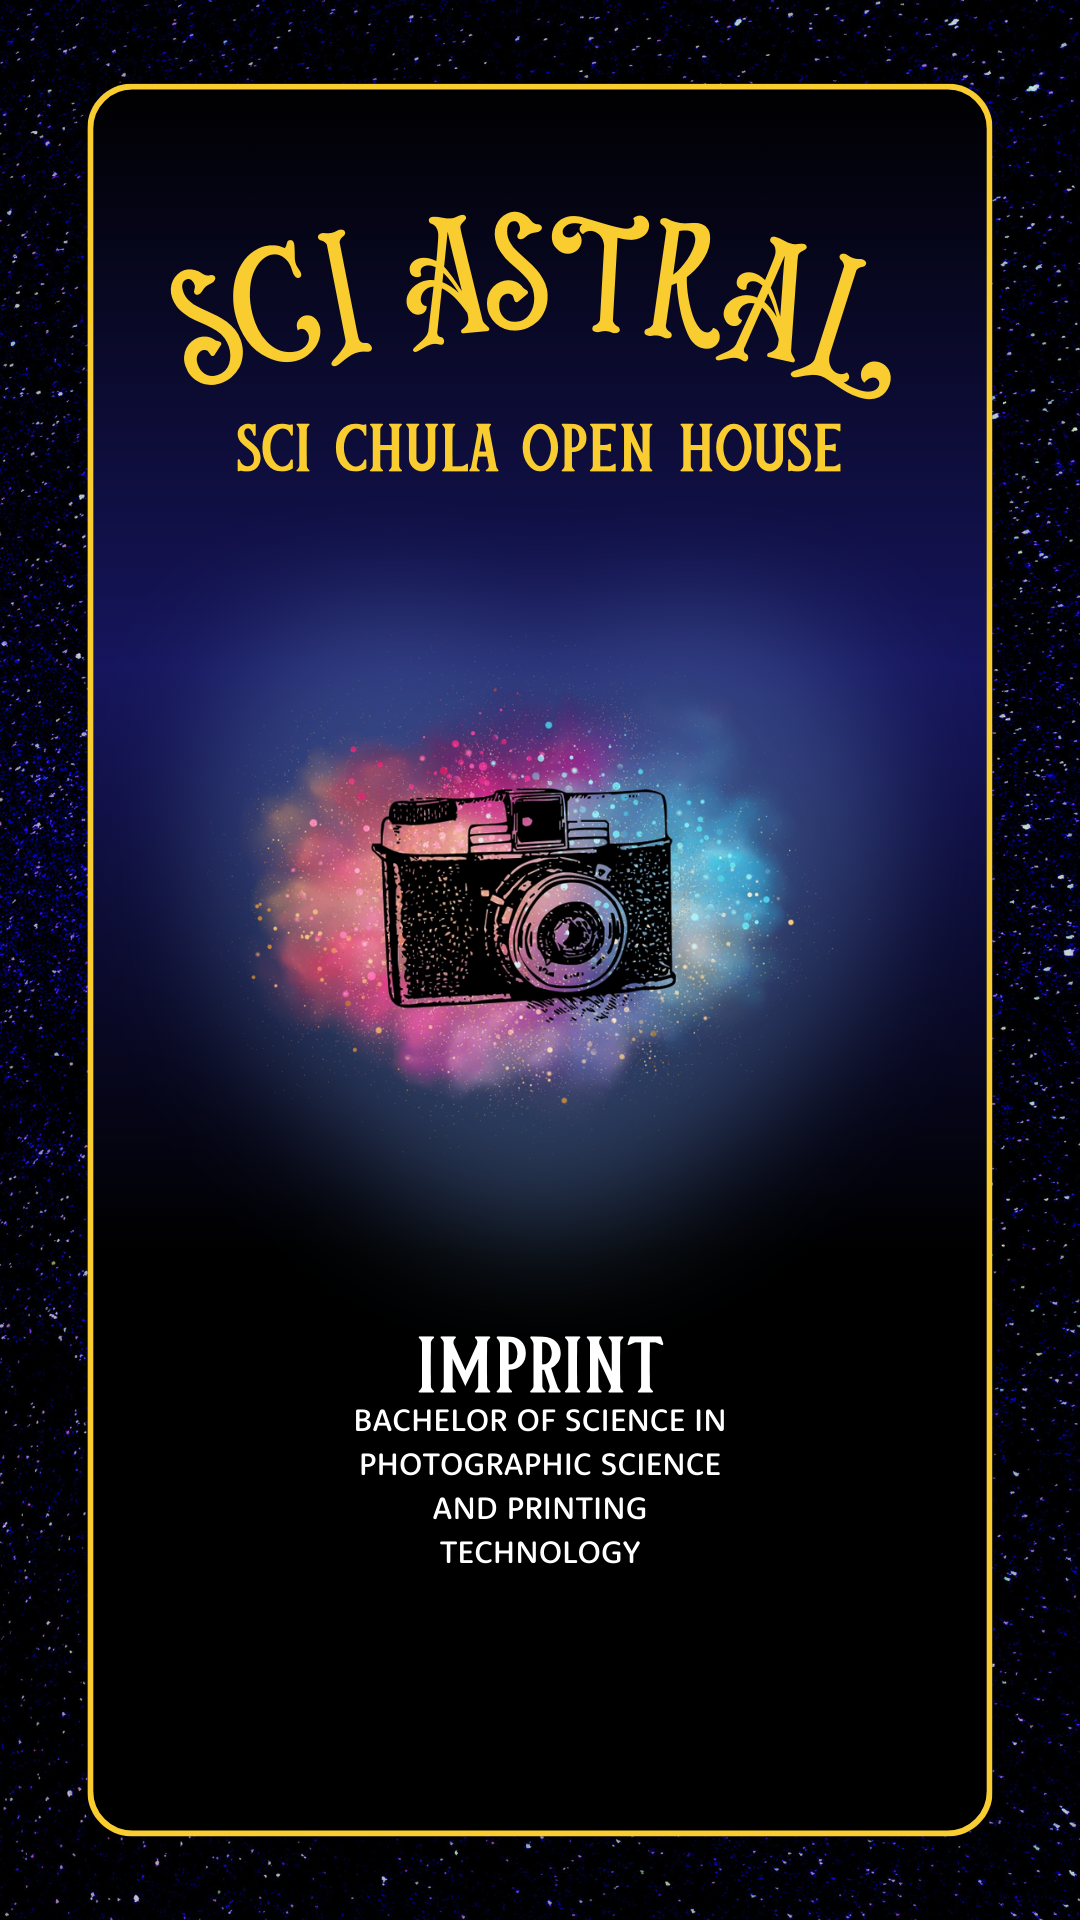 SCI ASTRAL
SCI CHULA OPEN HOUSE
IMPRINT
BACHELOR OF SCIENCE IN
PHOTOGRAPHIC SCIENCE
AND PRINTING
TECHNOLOGY